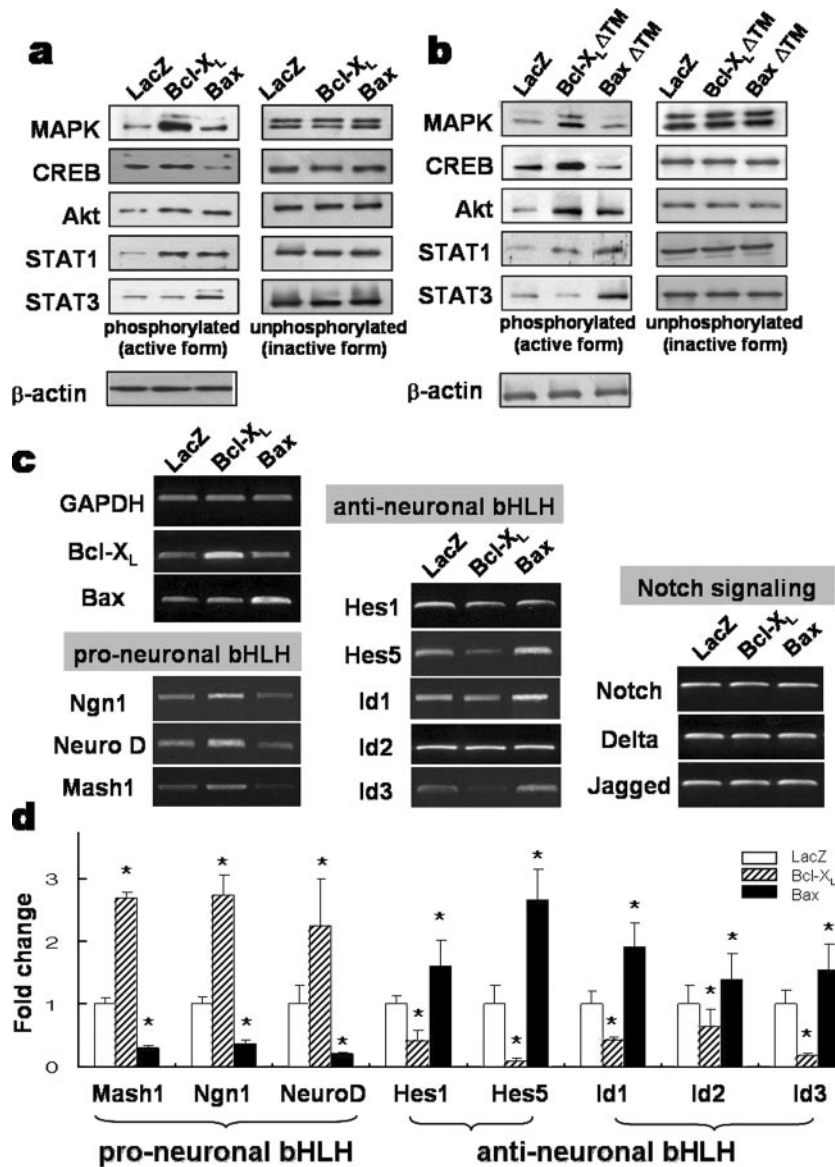 a
LacZ Bcl-XL Bax LacZ Bcl-XL Bax
MAPK
CREB
Akt
STAT1
STAT3
phosphorylated (active form)
unphosphorylated (inactive form)
β-actin
b
LacZ Bcl-XL ΔTM Bax ΔTM LacZ Bcl-XL ΔTM Bax ΔTM
MAPK
CREB
Akt
STAT1
STAT3
phosphorylated (active form)
unphosphorylated (inactive form)
β-actin
c
LacZ Bcl-XL Bax
GAPDH
Bcl-XL
Bax
pro-neuronal bHLH
Ngn1
Neuro D
Mash1
anti-neuronal bHLH
LacZ Bcl-XL Bax
Hes1
Hes5
Id1
Id2
Id3
Notch signaling
LacZ Bcl-XL Bax
Notch
Delta
Jagged
d
Fold change
3
2
1
0
* * * * * * * * * * * * * * * *
LacZ
Bcl-XL
Bax
Mash1 Ngn1 NeuroD Hes1 Hes5 Id1 Id2 Id3
pro-neuronal bHLH anti-neuronal bHLH